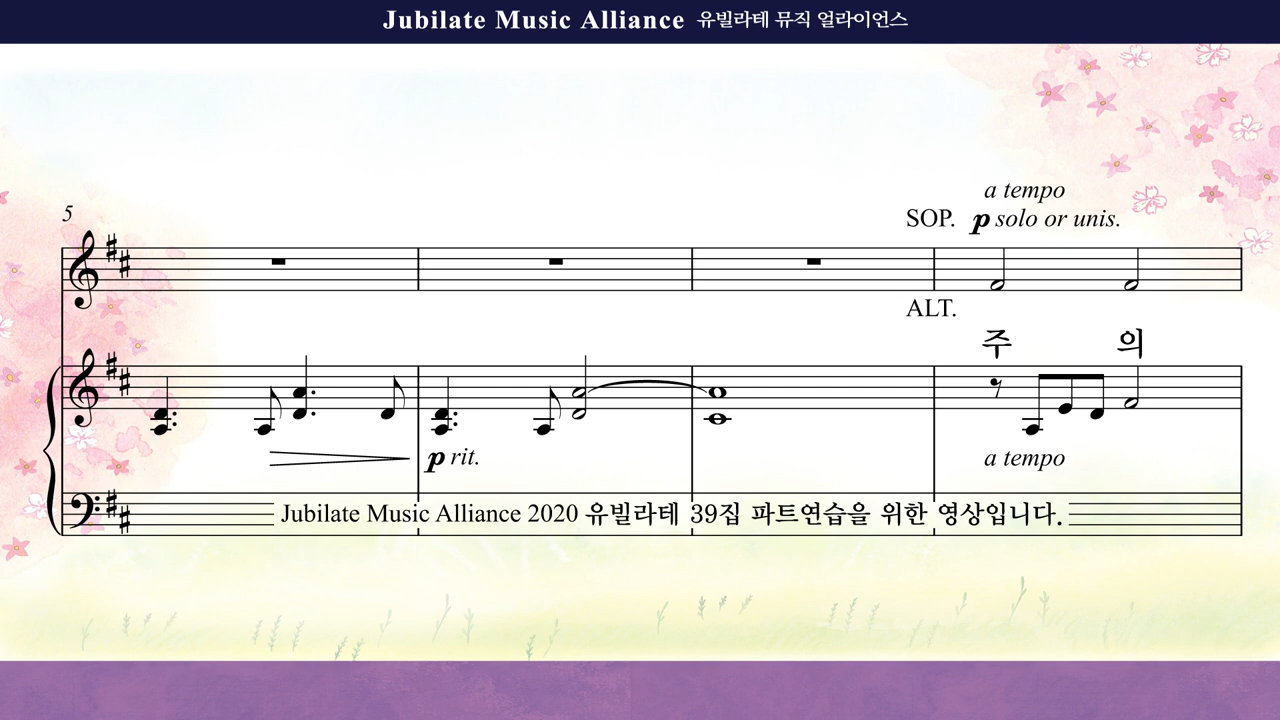 Jubilate Music Alliance 유빌라테 뮤직 얼라이언스
a tempo
5
SOP. p solo or unis.
ALT.
주 의
p rit.
a tempo
Jubilate Music Alliance 2020 유빌라테 39집 파트연습을 위한 영상입니다.